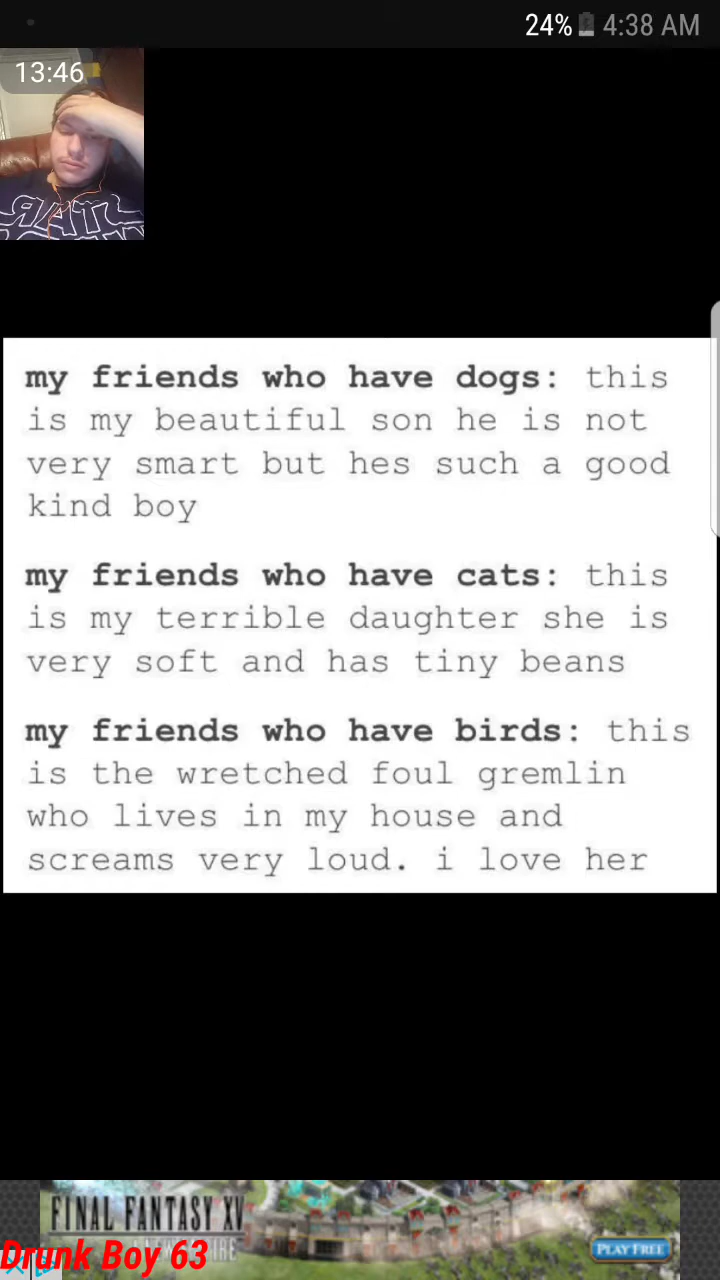 24% 4:38 AM
13:46
my friends who have dogs: this
is my beautiful son he is not
very smart but hes such a good
kind boy
my friends who have cats: this
is my terrible daughter she is
very soft and has tiny beans
my friends who have birds: this
is the wretched foul gremlin
who lives in my house and
screams very loud. i love her
FINAL FANTASY XV
PLAY FREE
Drunk Boy 63